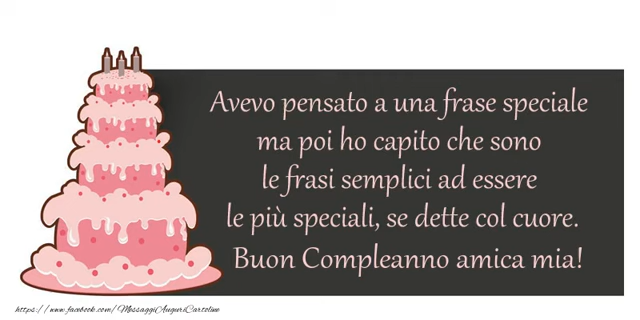 Avevo pensato a una frase speciale
ma poi ho capito che sono
le frasi semplici ad essere
le più speciali, se dette col cuore.
Buon Compleanno amica mia!
https://www.facebook.com/MessaggiAuguriCartoline